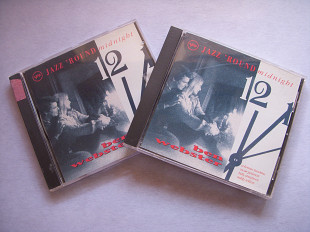 JAZZ 'ROUND midnight
12
ben
webster
JAZZ 'ROUND midnight
12
ben
webster